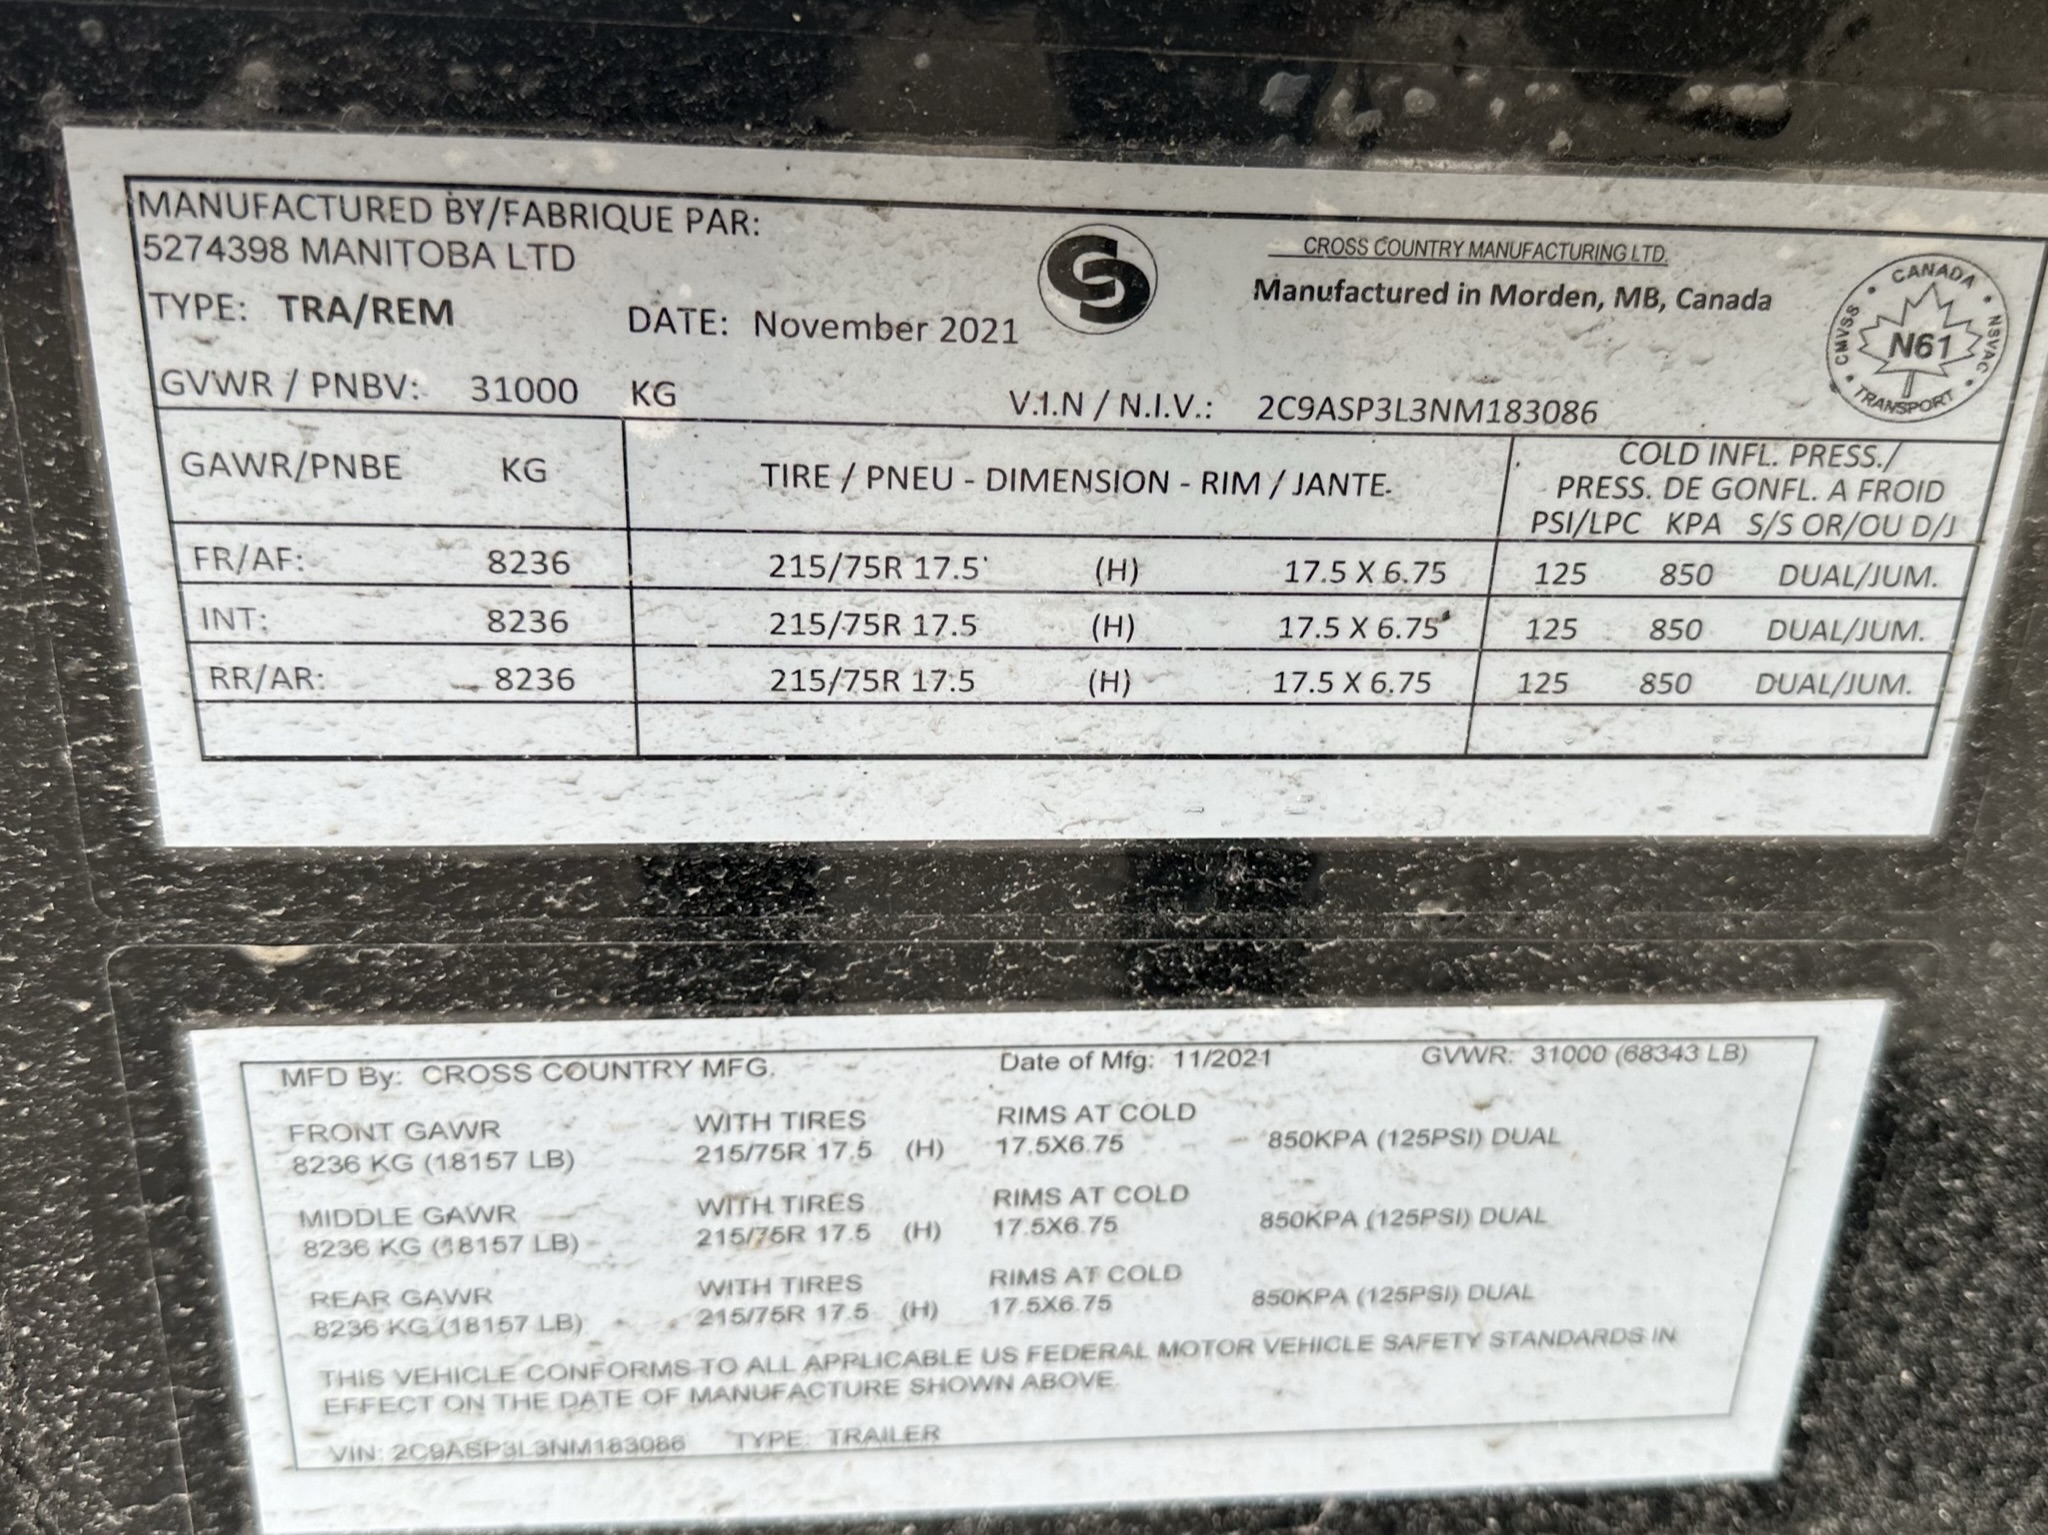 MANUFACTURED BY/FABRIQUE PAR:
5274398 MANITOBA LTD
CROSS COUNTRY MANUFACTURING LTD.
Manufactured in Morden, MB, Canada
CANADA
CMVSS
N61
NSVAC
TRANSPORT
TYPE: TRA/REM DATE: November 2021
GVWR / PNBV: 31000 KG V.I.N / N.I.V.: 2C9ASP3L3NM183086
GAWR/PNBE KG TIRE / PNEU - DIMENSION - RIM / JANTE COLD INFL. PRESS./
PRESS. DE GONFL. A FROID
PSI/LPC KPA S/S OR/OU D/J
FR/AF: 8236 215/75R 17.5 (H) 17.5 X 6.75 125 850 DUAL/JUM.
INT: 8236 215/75R 17.5 (H) 17.5 X 6.75 125 850 DUAL/JUM.
RR/AR: 8236 215/75R 17.5 (H) 17.5 X 6.75 125 850 DUAL/JUM.
MFD By: CROSS COUNTRY MFG. Date of Mfg: 11/2021 GVWR: 31000 (68343 LB)
FRONT GAWR WITH TIRES RIMS AT COLD
8236 KG (18157 LB) 215/75R 17.5 (H) 17.5X6.75 850KPA (125PSI) DUAL
MIDDLE GAWR WITH TIRES RIMS AT COLD
8236 KG (18157 LB) 215/75R 17.5 (H) 17.5X6.75 850KPA (125PSI) DUAL
REAR GAWR WITH TIRES RIMS AT COLD
8236 KG (18157 LB) 215/75R 17.5 (H) 17.5X6.75 850KPA (125PSI) DUAL
THIS VEHICLE CONFORMS TO ALL APPLICABLE US FEDERAL MOTOR VEHICLE SAFETY STANDARDS IN
EFFECT ON THE DATE OF MANUFACTURE SHOWN ABOVE.
VIN: 2C9ASP3L3NM183086 TYPE: TRAILER